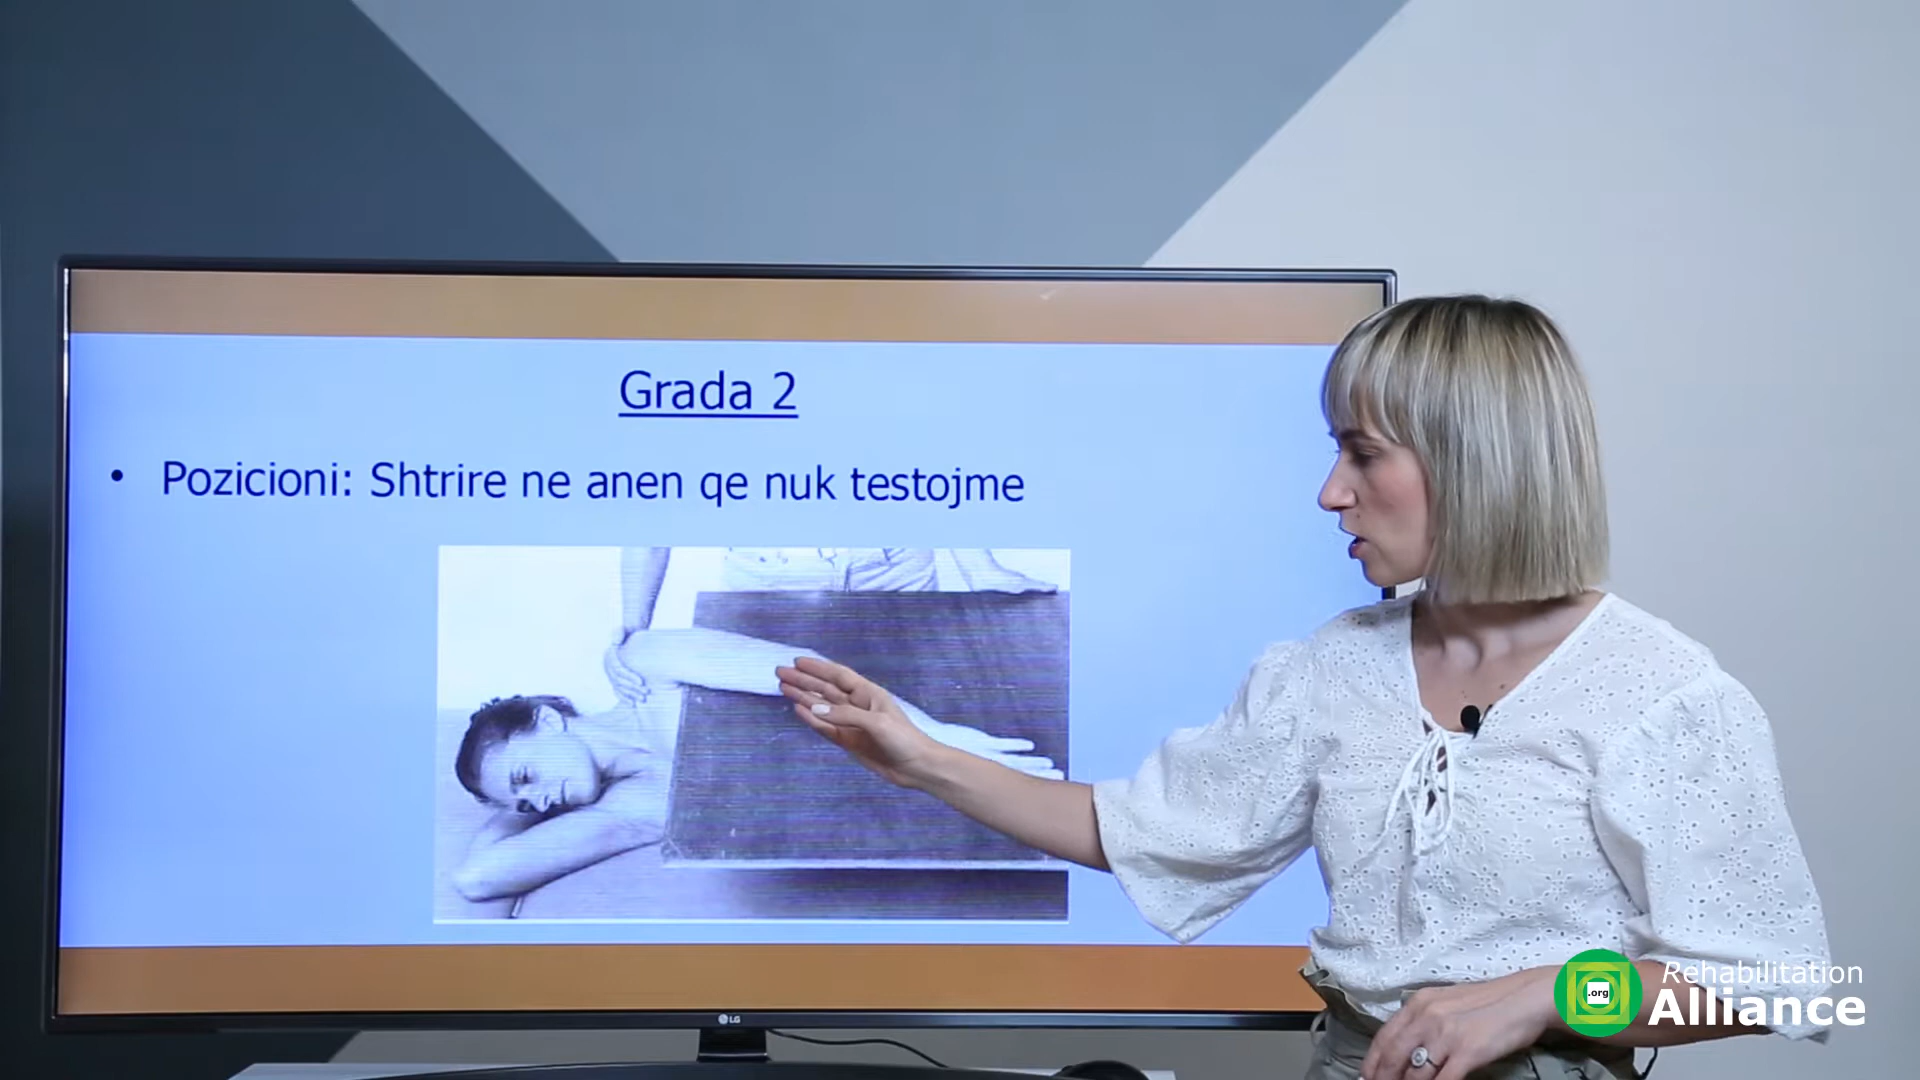 Grada 2
• Pozicioni: Shtrire ne anen qe nuk testojme
LG
.org
Rehabilitation
Alliance